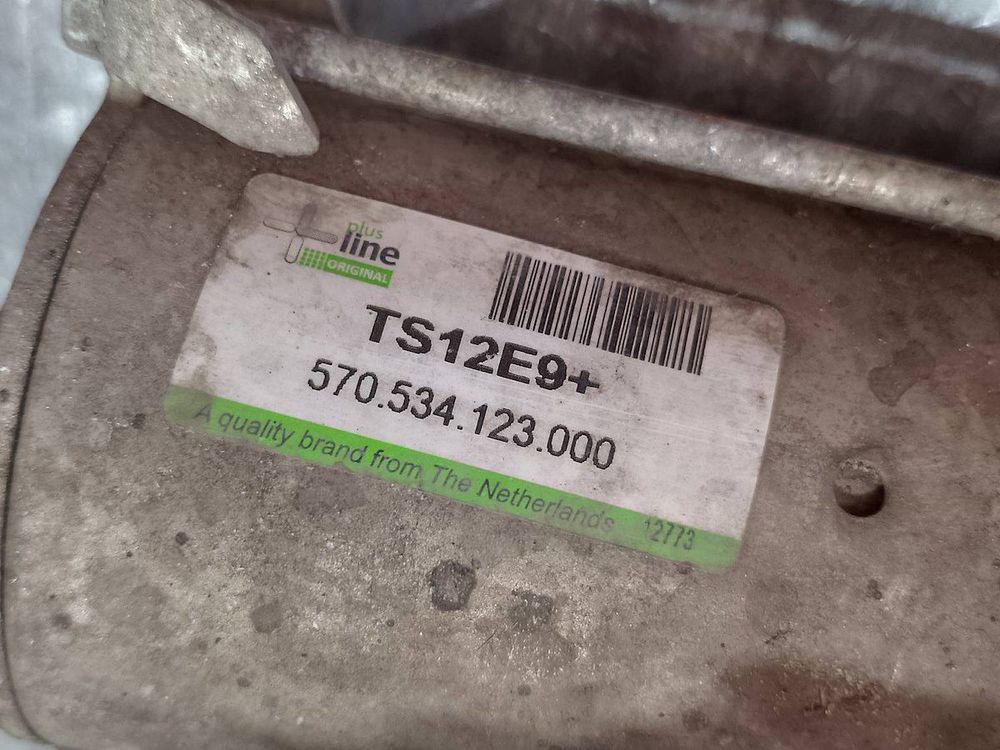 plus
line
ORIGINAL
TS12E9+
570.534.123.000
A quality brand from The Netherlands 12773